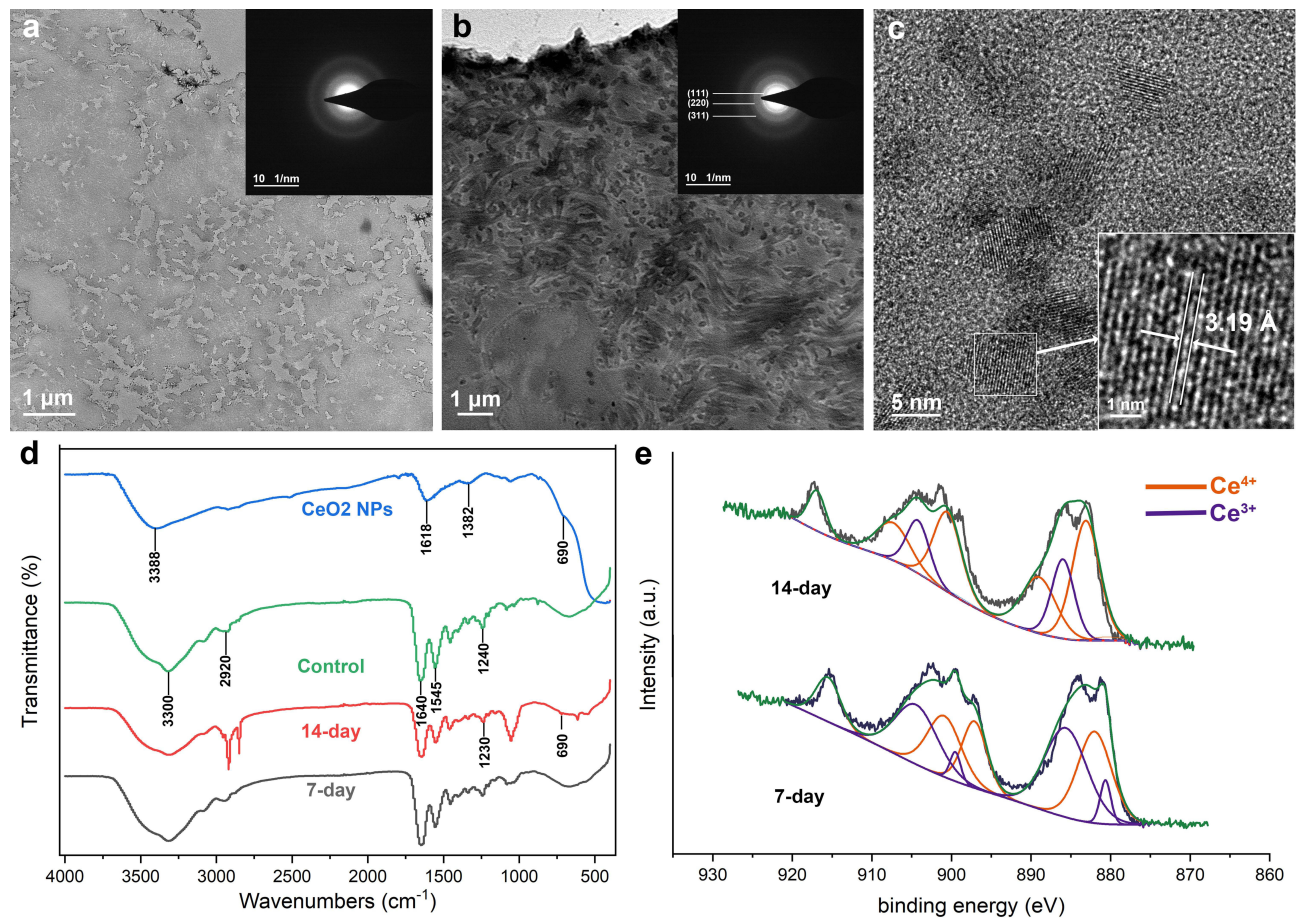 a
10 1/nm
1 µm
b
(111)
(220)
(311)
10 1/nm
1 µm
c
3.19 Å
5 nm
1 nm
d
CeO2 NPs
3388
1618
1382
690
Control
3300
2920
1640
1545
1240
14-day
1230
690
7-day
Transmittance (%)
4000 3500 3000 2500 2000 1500 1000 500
Wavenumbers (cm⁻¹)
e
Ce⁴⁺
Ce³⁺
14-day
7-day
Intensity (a.u.)
930 920 910 900 890 880 870 860
binding energy (eV)